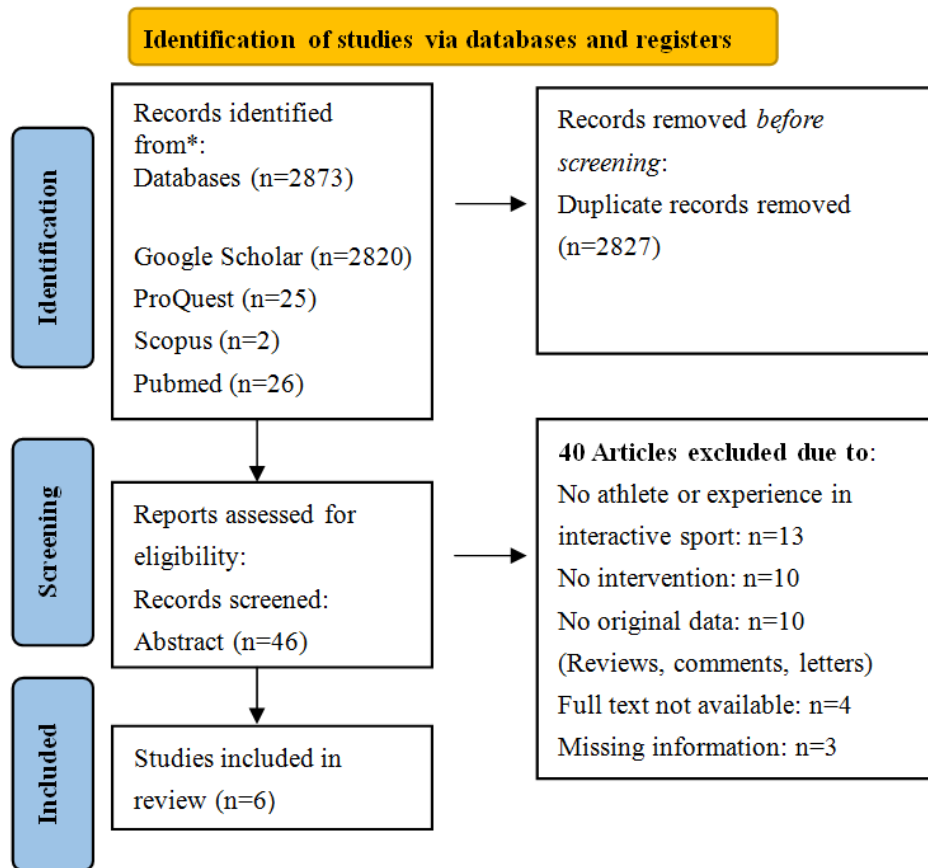 Identification of studies via databases and registers
Identification
Records identified
from*:
Databases (n=2873)
Google Scholar (n=2820)
ProQuest (n=25)
Scopus (n=2)
Pubmed (n=26)
Records removed before
screening:
Duplicate records removed
(n=2827)
Screening
Reports assessed for
eligibility:
Records screened:
Abstract (n=46)
40 Articles excluded due to:
No athlete or experience in
interactive sport: n=13
No intervention: n=10
No original data: n=10
(Reviews, comments, letters)
Full text not available: n=4
Missing information: n=3
Included
Studies included in
review (n=6)